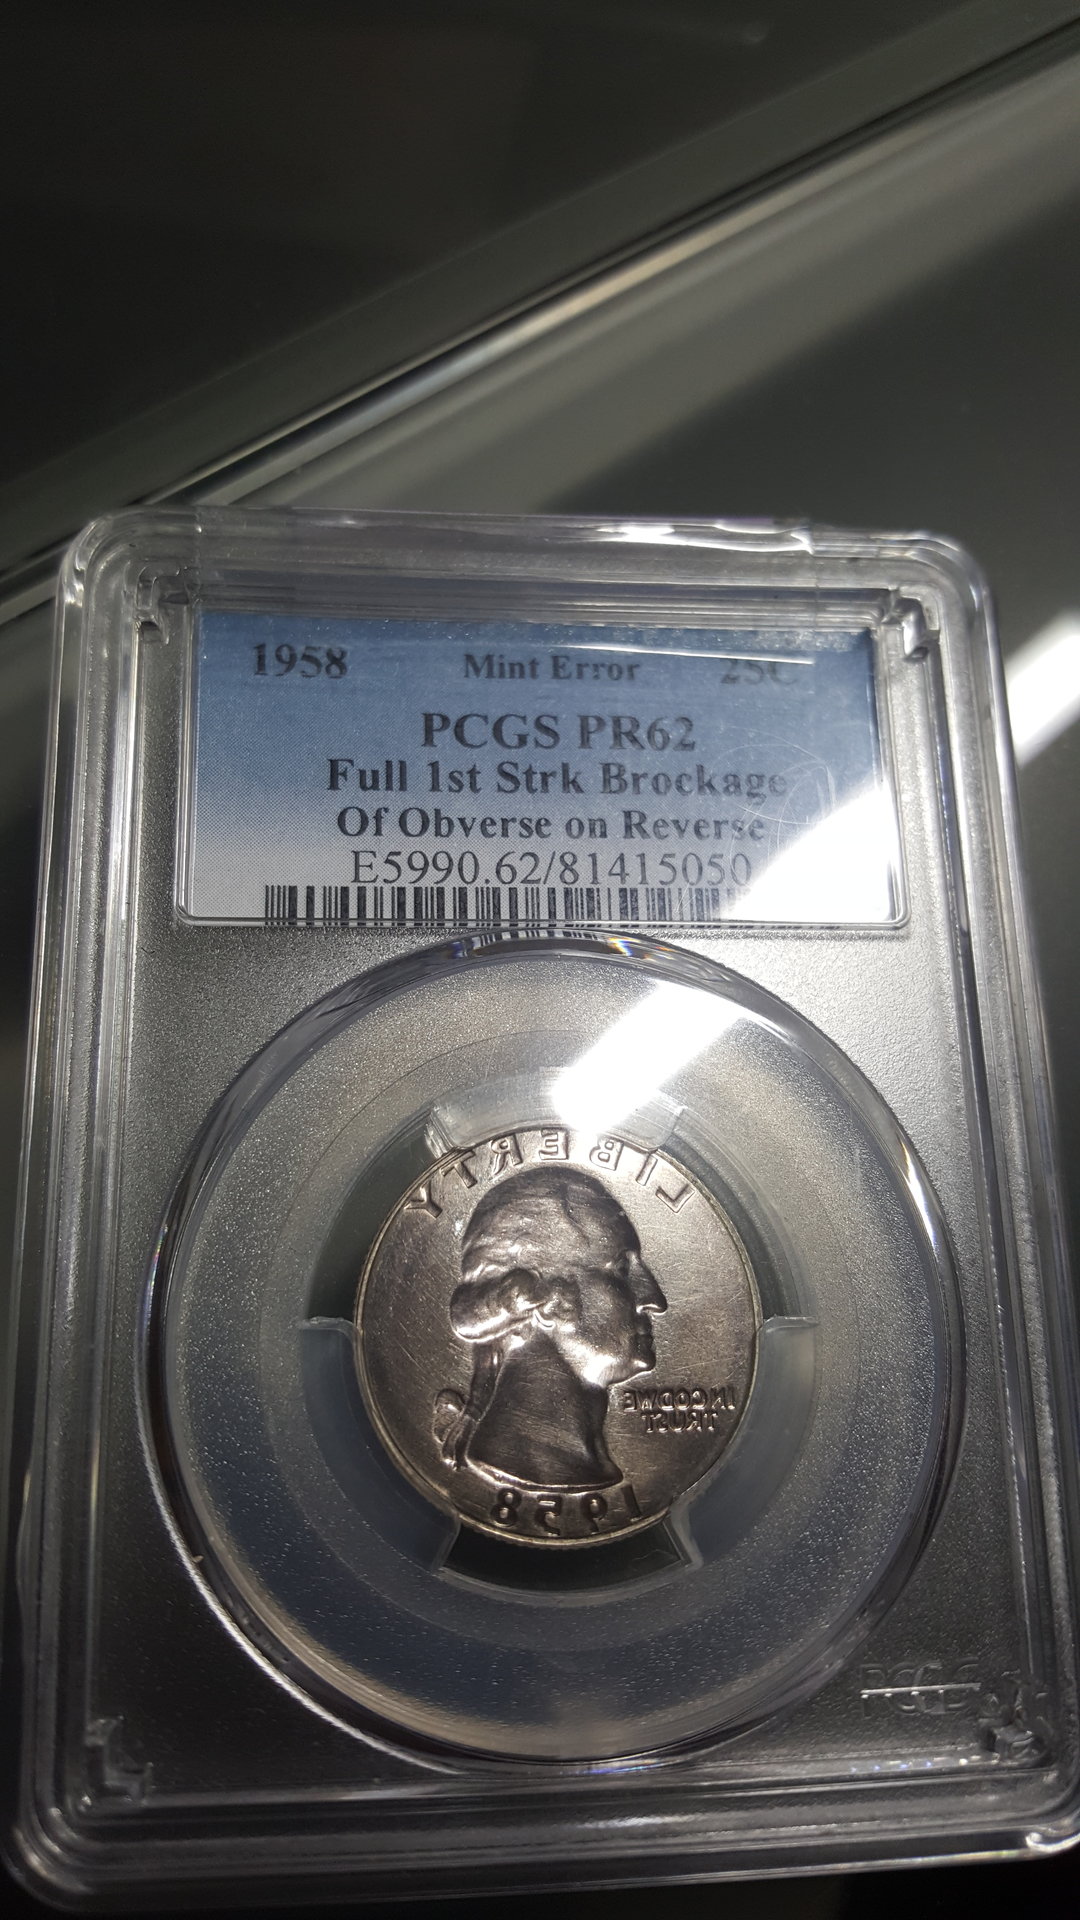 1958 Mint Error 25C
PCGS PR62
Full 1st Strk Brockage
Of Obverse on Reverse
E5990.62/81415050
LIBERTY
IN GOD WE
TRUST
1958
PCGS